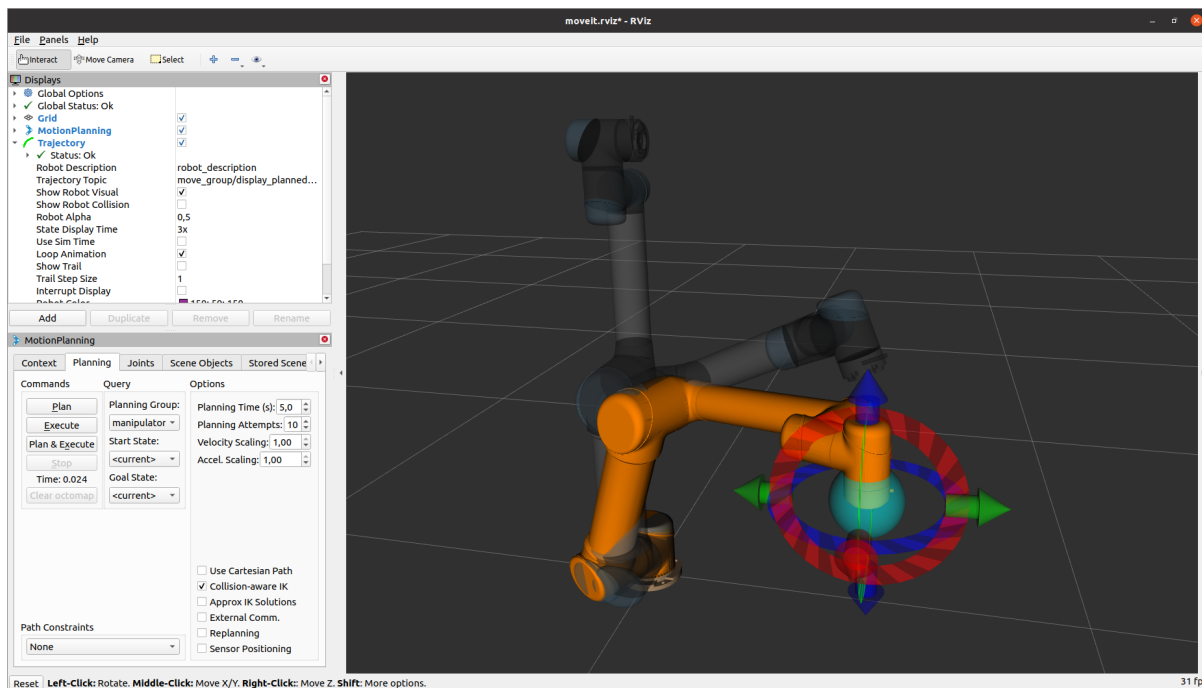 moveit.rviz* - RViz
File Panels Help
Interact Move Camera Select
Displays
Global Options
Global Status: Ok
Grid
MotionPlanning
Trajectory
Status: Ok
Robot Description robot_description
Trajectory Topic move_group/display_planned...
Show Robot Visual
Show Robot Collision
Robot Alpha 0,5
State Display Time 3x
Use Sim Time
Loop Animation
Show Trail
Trail Step Size 1
Interrupt Display
Robot Color 150; 50; 150
Add Duplicate Remove Rename
MotionPlanning
Context Planning Joints Scene Objects Stored Scene
Commands Query Options
Plan Planning Group: Planning Time (s): 5,0
Execute manipulator Planning Attempts: 10
Plan & Execute Start State: Velocity Scaling: 1,00
Stop <current> Accel. Scaling: 1,00
Time: 0.024 Goal State:
Clear octomap <current>
Use Cartesian Path
Collision-aware IK
Approx IK Solutions
External Comm.
Path Constraints Replanning
None Sensor Positioning
Reset Left-Click: Rotate. Middle-Click: Move X/Y. Right-Click:: Move Z. Shift: More options. 31